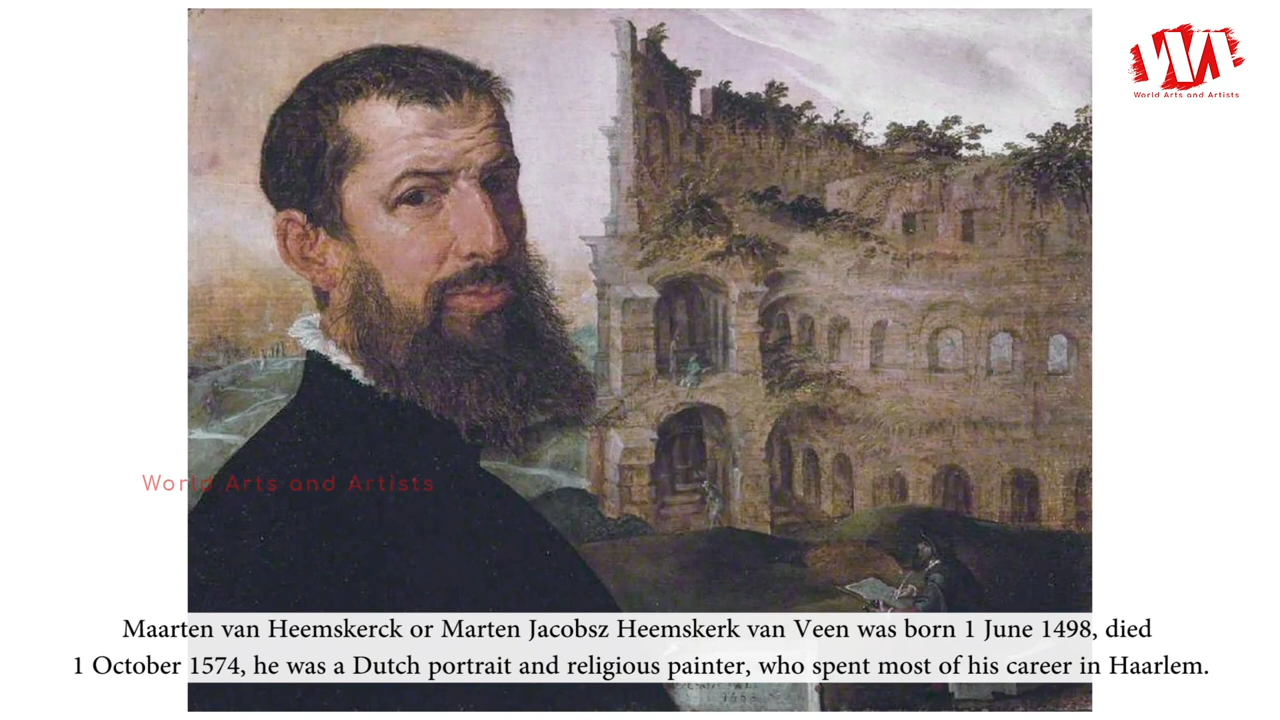 World Arts and Artists
World Arts and Artists
Maarten van Heemskerck or Marten Jacobsz Heemskerk van Veen was born 1 June 1498, died
1 October 1574, he was a Dutch portrait and religious painter, who spent most of his career in Haarlem.